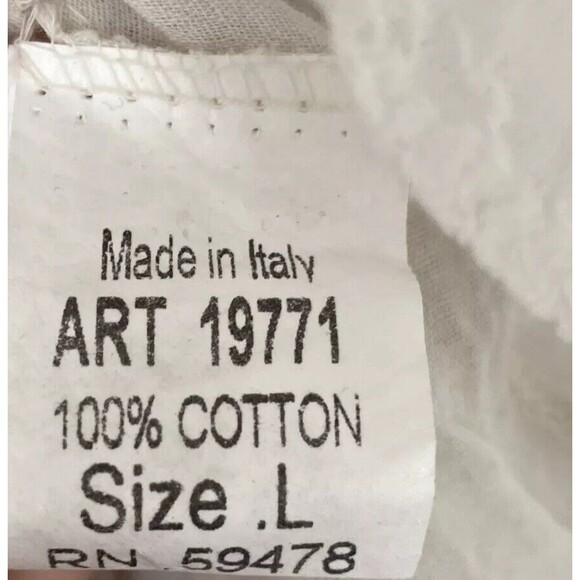 Made in Italy
ART 19771
100% COTTON
Size .L
RN .59478